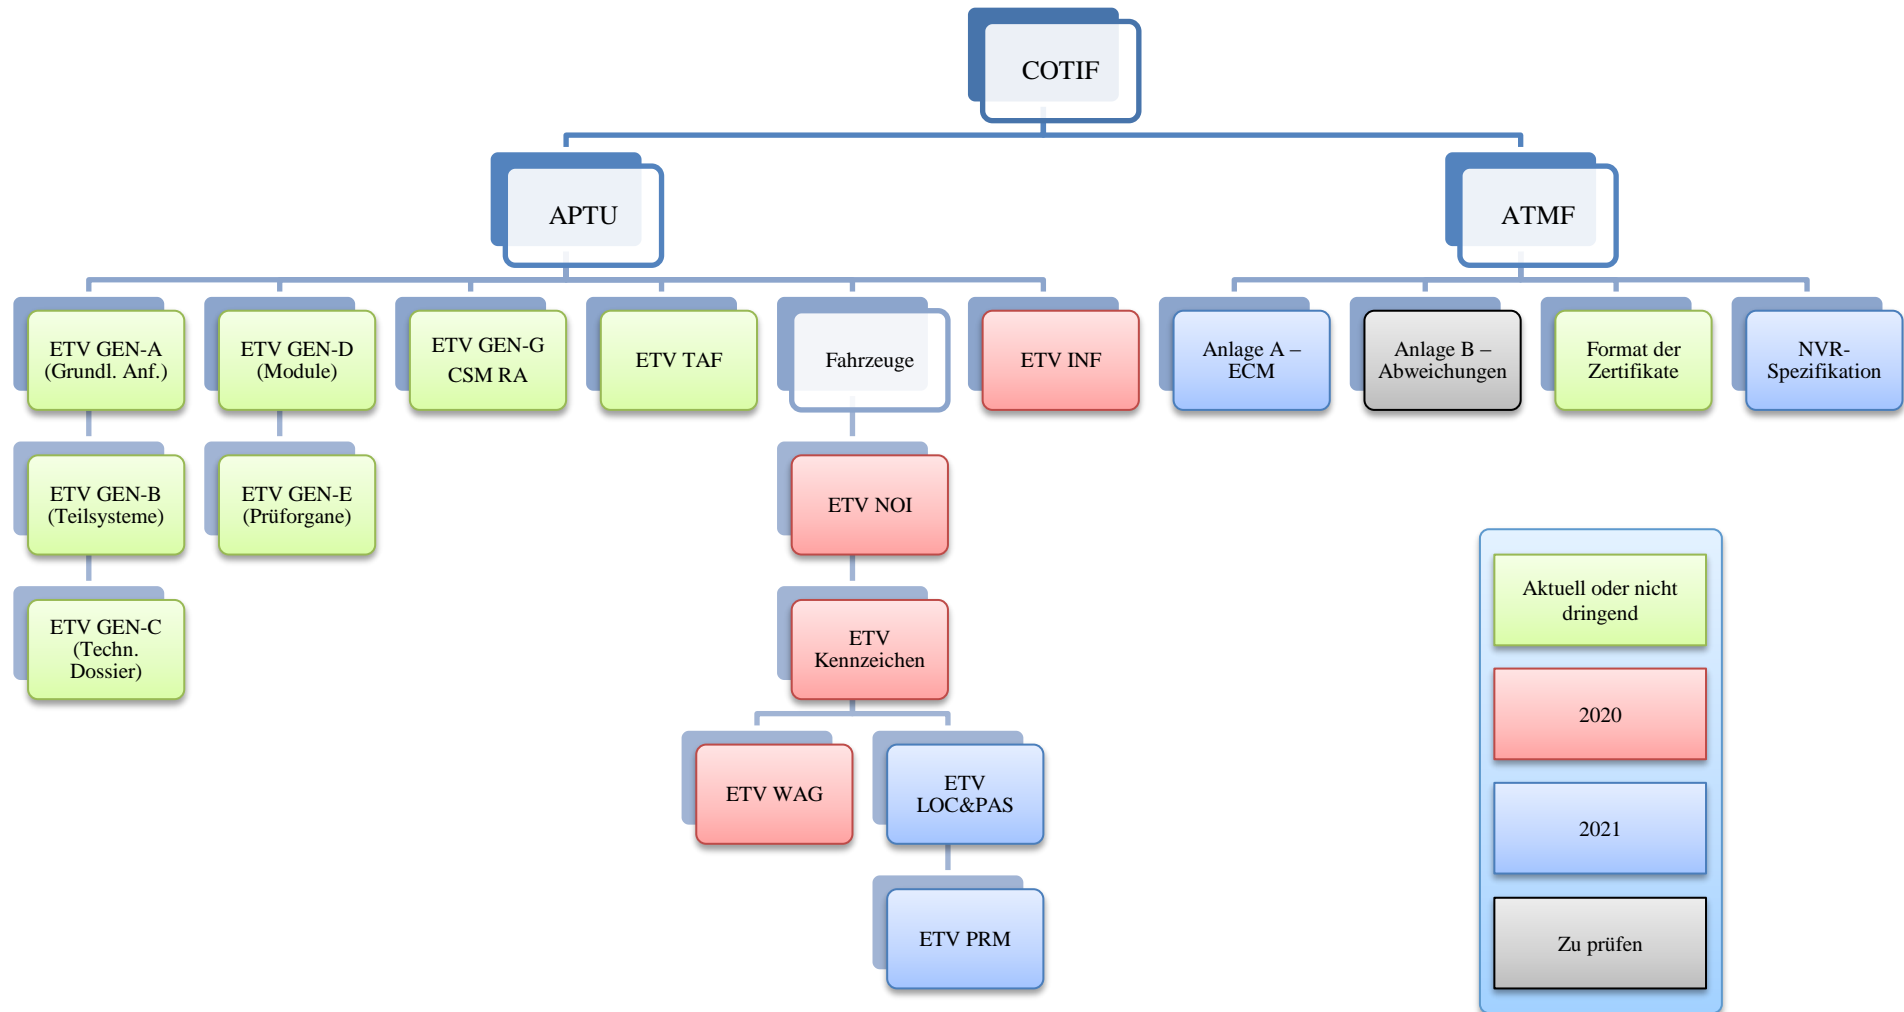 COTIF
APTU
ATMF
ETV GEN-A
(Grundl. Anf.)
ETV GEN-D
(Module)
ETV GEN-G
CSM RA
ETV TAF
Fahrzeuge
ETV INF
Anlage A –
ECM
Anlage B –
Abweichungen
Format der
Zertifikate
NVR-
Spezifikation
ETV GEN-B
(Teilsysteme)
ETV GEN-E
(Prüforgane)
ETV NOI
ETV GEN-C
(Techn.
Dossier)
ETV
Kennzeichen
ETV WAG
ETV
LOC&PAS
ETV PRM
Aktuell oder nicht
dringend
2020
2021
Zu prüfen